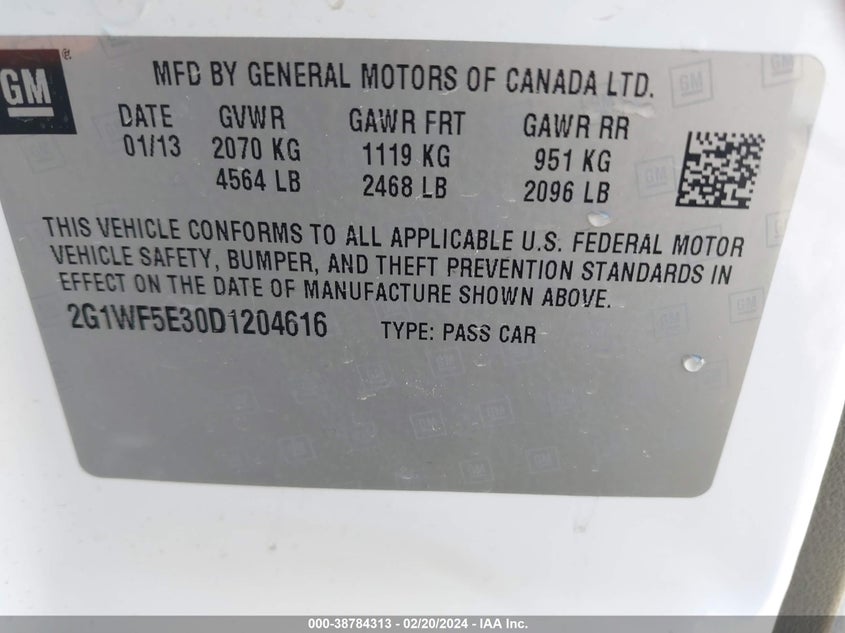 GM
MFD BY GENERAL MOTORS OF CANADA LTD.
DATE GVWR GAWR FRT GAWR RR
01/13 2070 KG 1119 KG 951 KG
4564 LB 2468 LB 2096 LB
THIS VEHICLE CONFORMS TO ALL APPLICABLE U.S. FEDERAL MOTOR
VEHICLE SAFETY, BUMPER, AND THEFT PREVENTION STANDARDS IN
EFFECT ON THE DATE OF MANUFACTURE SHOWN ABOVE.
2G1WF5E30D1204616 TYPE: PASS CAR
000-38784313 - 02/20/2024 - IAA Inc.